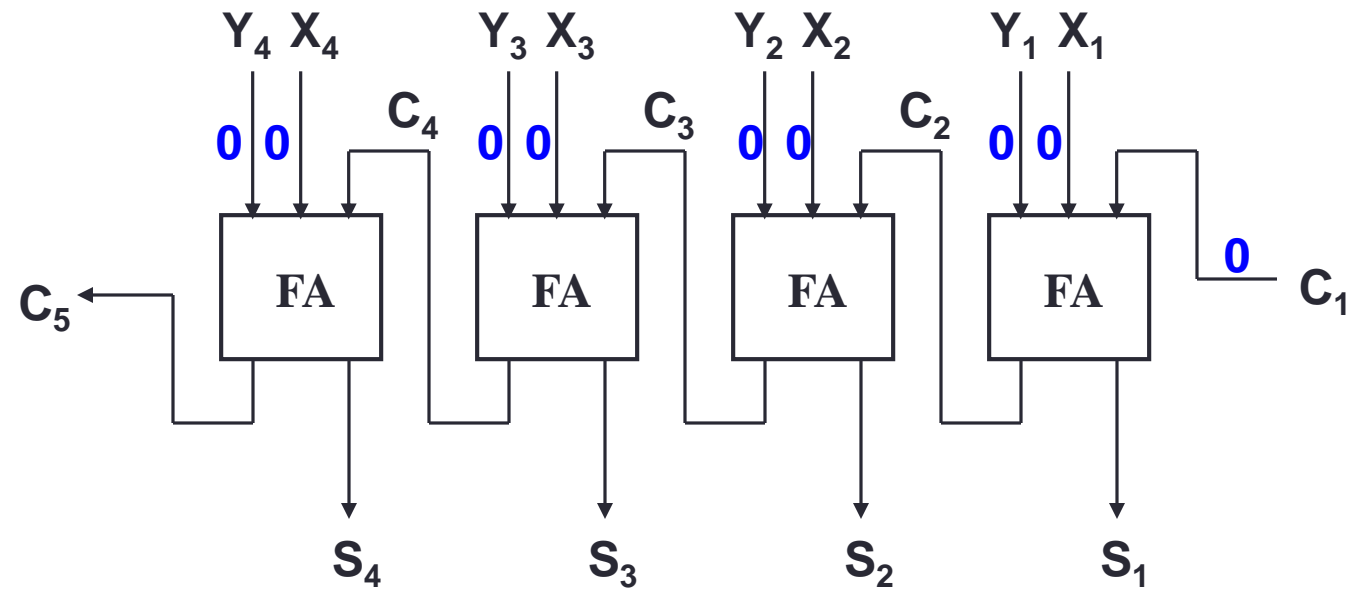 Y₄ X₄ Y₃ X₃ Y₂ X₂ Y₁ X₁
C₄ C₃ C₂
0 0 0 0 0 0 0 0
0
FA FA FA FA
C₅ C₁
S₄ S₃ S₂ S₁